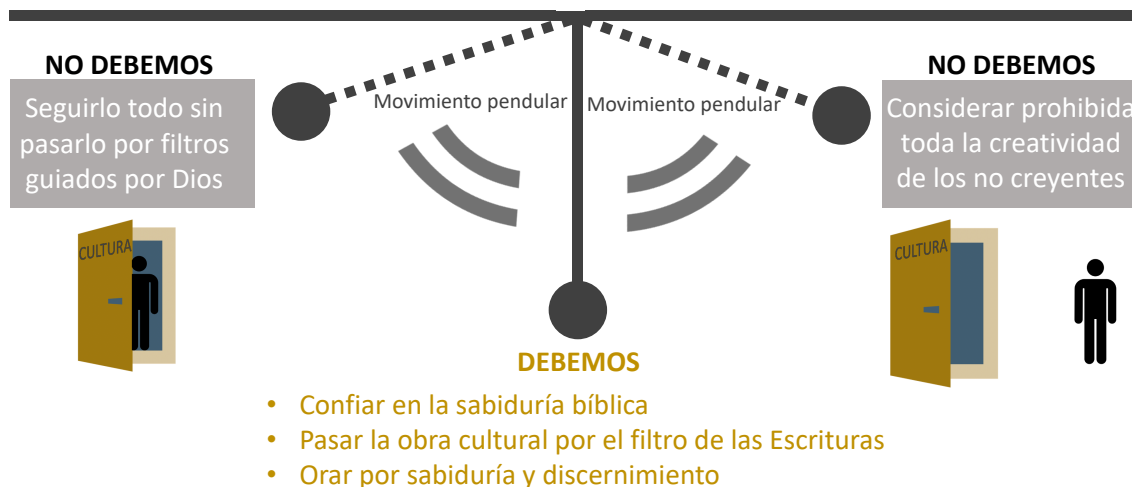 NO DEBEMOS
Seguirlo todo sin
pasarlo por filtros
guiados por Dios
CULTURA
Movimiento pendular
Movimiento pendular
NO DEBEMOS
Considerar prohibida
toda la creatividad
de los no creyentes
CULTURA
DEBEMOS
• Confiar en la sabiduría bíblica
• Pasar la obra cultural por el filtro de las Escrituras
• Orar por sabiduría y discernimiento